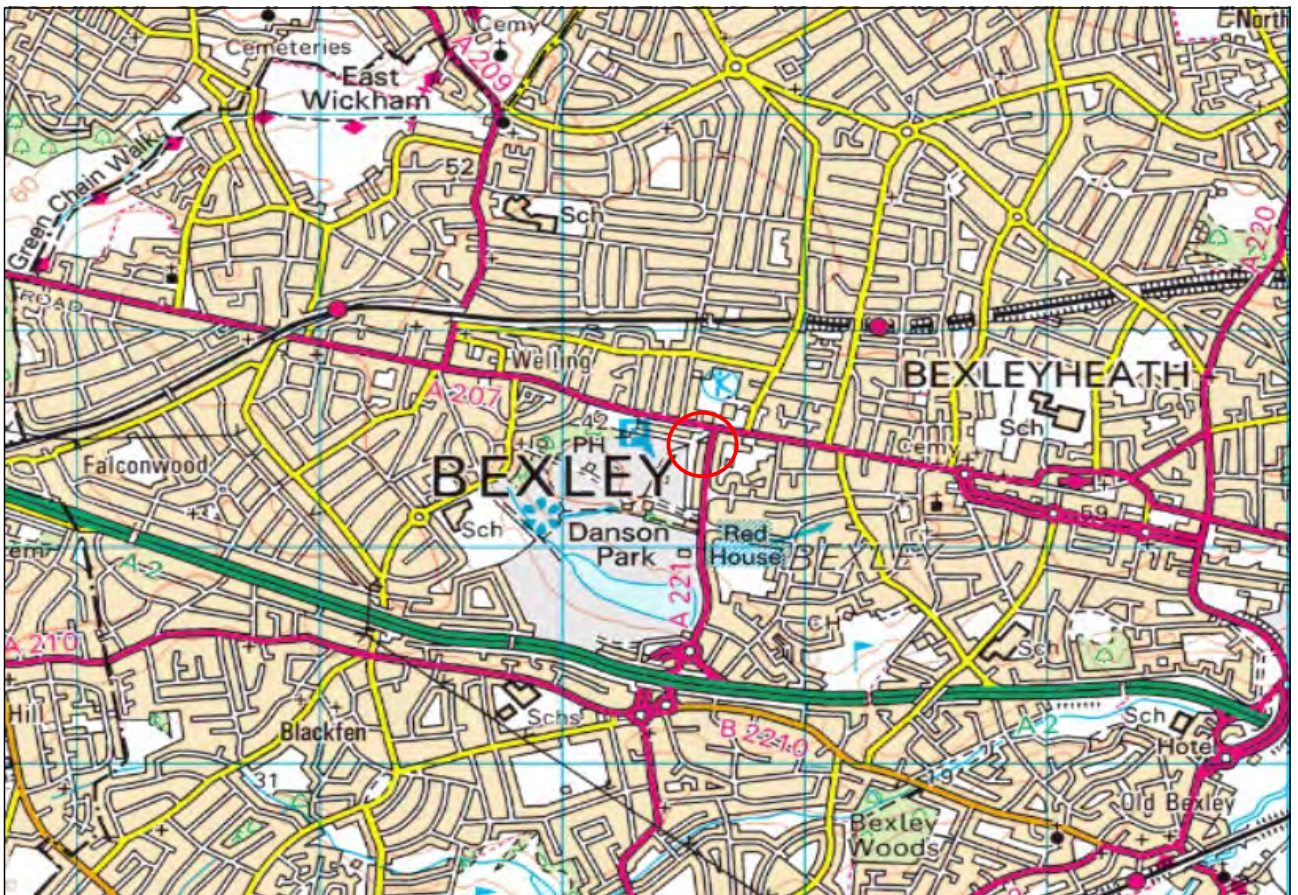 Cemy
North
Cemeteries
A 209
East
Wickham
Green Chain Walk
60
52
Sch
A 220
ROAD
Welling
BEXLEYHEATH
A 207
Sch
42
PH
Cemy
Falconwood
BEXLEY
59
Sch
Danson
Park
Red
House
BEXLEY
A 2
A 221
CH
Sch
A 210
Hill
Schs
Blackfen
B 2210
A 2
Sch
Hotel
31
19
Old Bexley
Bexley
Woods